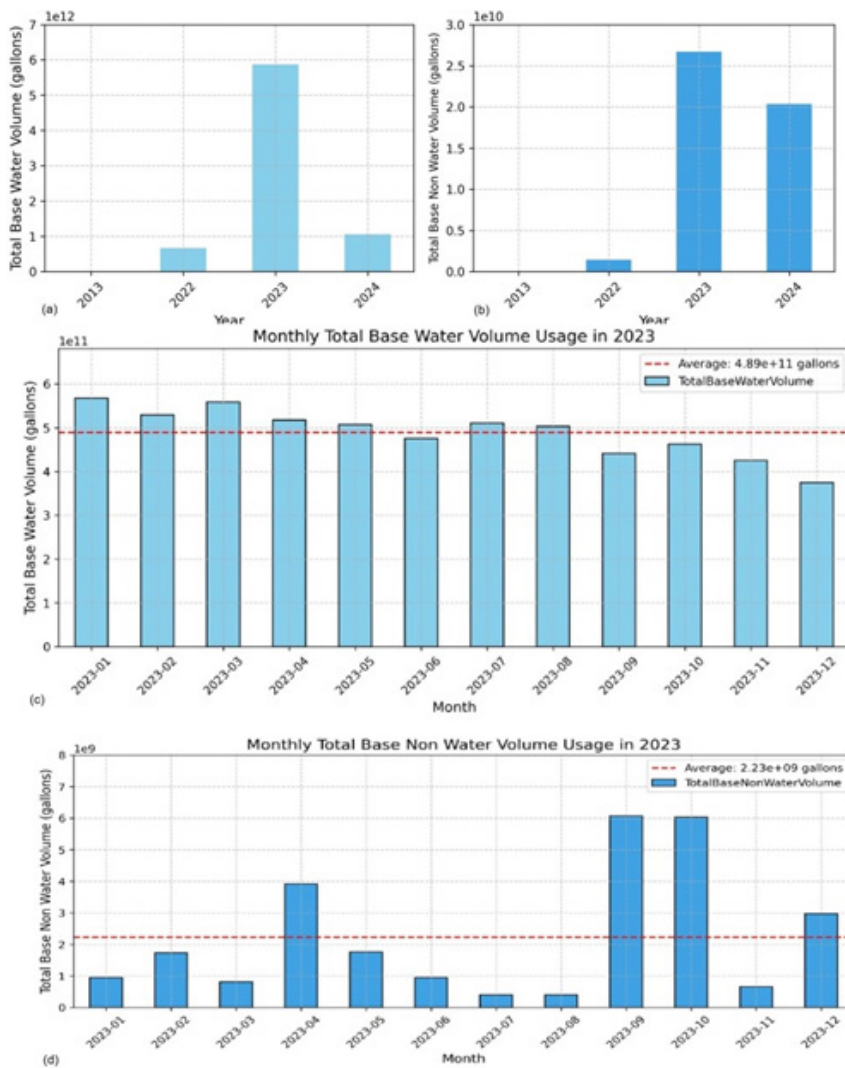 1e12
7
6
5
4
3
2
1
0
Total Base Water Volume (gallons)
2013
2022
2023
2024
Year
(a)
1e10
3.0
2.5
2.0
1.5
1.0
0.5
0.0
Total Base Non Water Volume (gallons)
2013
2022
2023
2024
Year
(b)
Monthly Total Base Water Volume Usage in 2023
1e11
Average: 4.89e+11 gallons
TotalBaseWaterVolume
6
5
4
3
2
1
0
Total Base Water Volume (gallons)
2023-01
2023-02
2023-03
2023-04
2023-05
2023-06
2023-07
2023-08
2023-09
2023-10
2023-11
2023-12
Month
(c)
Monthly Total Base Non Water Volume Usage in 2023
1e9
Average: 2.23e+09 gallons
TotalBaseNonWaterVolume
8
7
6
5
4
3
2
1
0
Total Base Non Water Volume (gallons)
2023-01
2023-02
2023-03
2023-04
2023-05
2023-06
2023-07
2023-08
2023-09
2023-10
2023-11
2023-12
Month
(d)